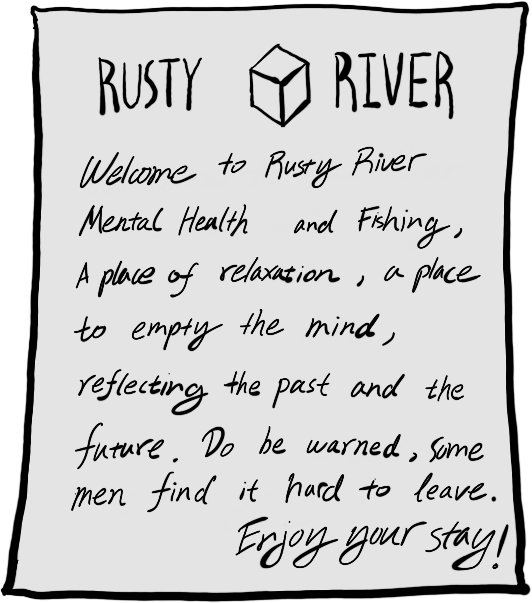 RUSTY RIVER
Welcome to Rusty River
Mental Health and Fishing,
A place of relaxation, a place
to empty the mind,
reflecting the past and the
future. Do be warned, some
men find it hard to leave.
Enjoy your stay!